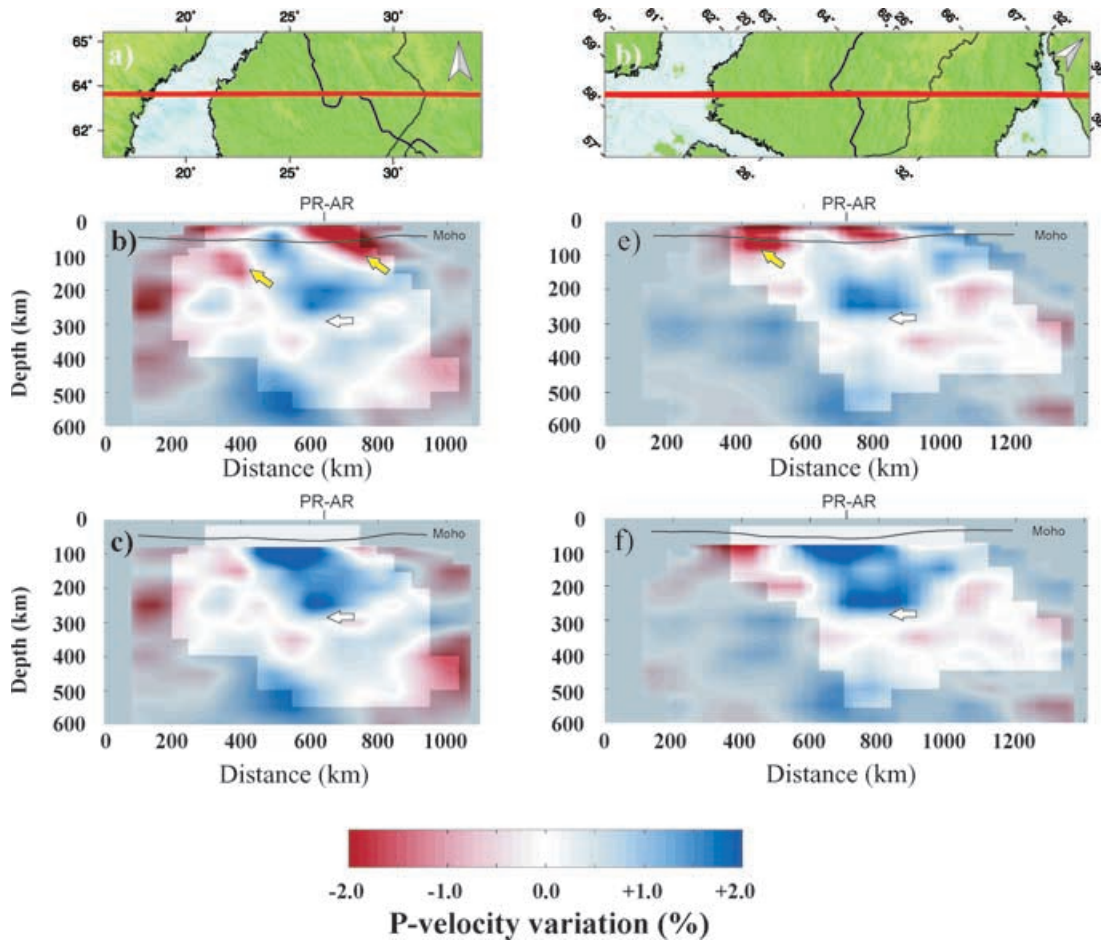 20° 25° 30°
a)
65°
64°
62°
20° 25° 30°
60° 61° 62° 20° 63° 64° 65° 26° 66° 67° 32°
b)
59°
58°
57°
26° 32°
PR-AR
b)
Moho
0
100
200
300
400
500
600
Depth (km)
0 200 400 600 800 1000
Distance (km)
PR-AR
e)
Moho
0
100
200
300
400
500
600
0 200 400 600 800 1000 1200
Distance (km)
PR-AR
c)
Moho
0
100
200
300
400
500
600
Depth (km)
0 200 400 600 800 1000
Distance (km)
PR-AR
f)
Moho
0
100
200
300
400
500
600
0 200 400 600 800 1000 1200
Distance (km)
-2.0 -1.0 0.0 +1.0 +2.0
P-velocity variation (%)